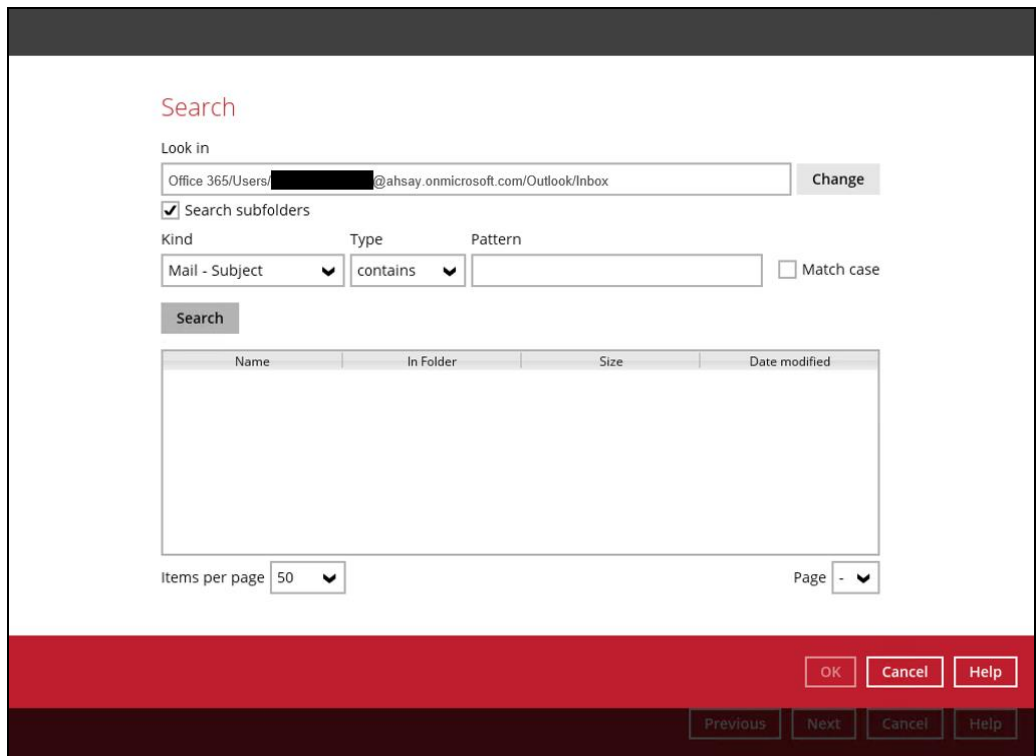 Search
Look in
Office 365/Users/ @ahsay.onmicrosoft.com/Outlook/Inbox Change
Search subfolders
Kind Type Pattern
Mail - Subject contains Match case
Search
Name In Folder Size Date modified
Items per page 50 Page -
OK Cancel Help
Previous Next Cancel Help